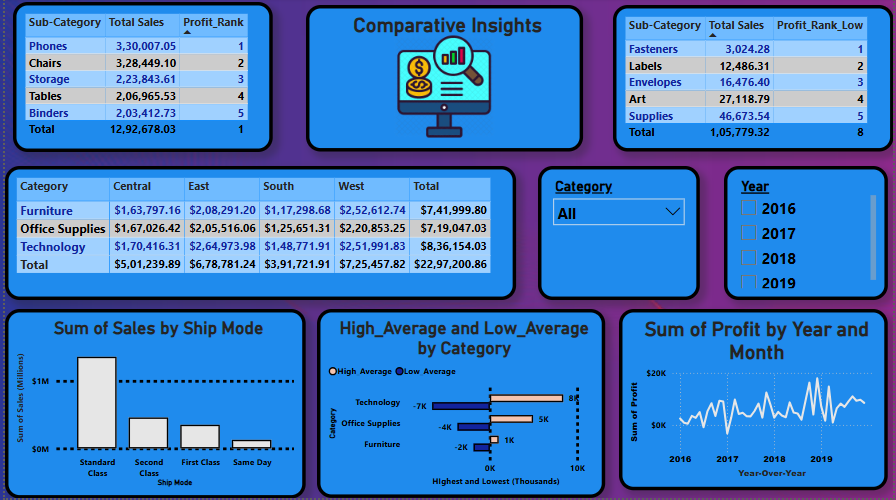 Sub-Category Total Sales Profit_Rank
Phones 3,30,007.05 1
Chairs 3,28,449.10 2
Storage 2,23,843.61 3
Tables 2,06,965.53 4
Binders 2,03,412.73 5
Total 12,92,678.03 1
Comparative Insights
Sub-Category Total Sales Profit_Rank_Low
Fasteners 3,024.28 1
Labels 12,486.31 2
Envelopes 16,476.40 3
Art 27,118.79 4
Supplies 46,673.54 5
Total 1,05,779.32 8
Category Central East South West Total
Furniture $1,63,797.16 $2,08,291.20 $1,17,298.68 $2,52,612.74 $7,41,999.80
Office Supplies $1,67,026.42 $2,05,516.06 $1,25,651.31 $2,20,853.25 $7,19,047.03
Technology $1,70,416.31 $2,64,973.98 $1,48,771.91 $2,51,991.83 $8,36,154.03
Total $5,01,239.89 $6,78,781.24 $3,91,721.91 $7,25,457.82 $22,97,200.86
Category
All
Year
2016
2017
2018
2019
Sum of Sales by Ship Mode
Sum of Sales (Millions)
$1M
$0M
Standard Class
Second Class
First Class
Same Day
Ship Mode
High_Average and Low_Average
by Category
High_Average Low_Average
Category
Technology -7K 8K
Office Supplies -4K 5K
Furniture -2K 1K
0K 10K
Highest and Lowest (Thousands)
Sum of Profit by Year and
Month
Sum of Profit
$20K
$0K
2016 2017 2018 2019
Year-Over-Year